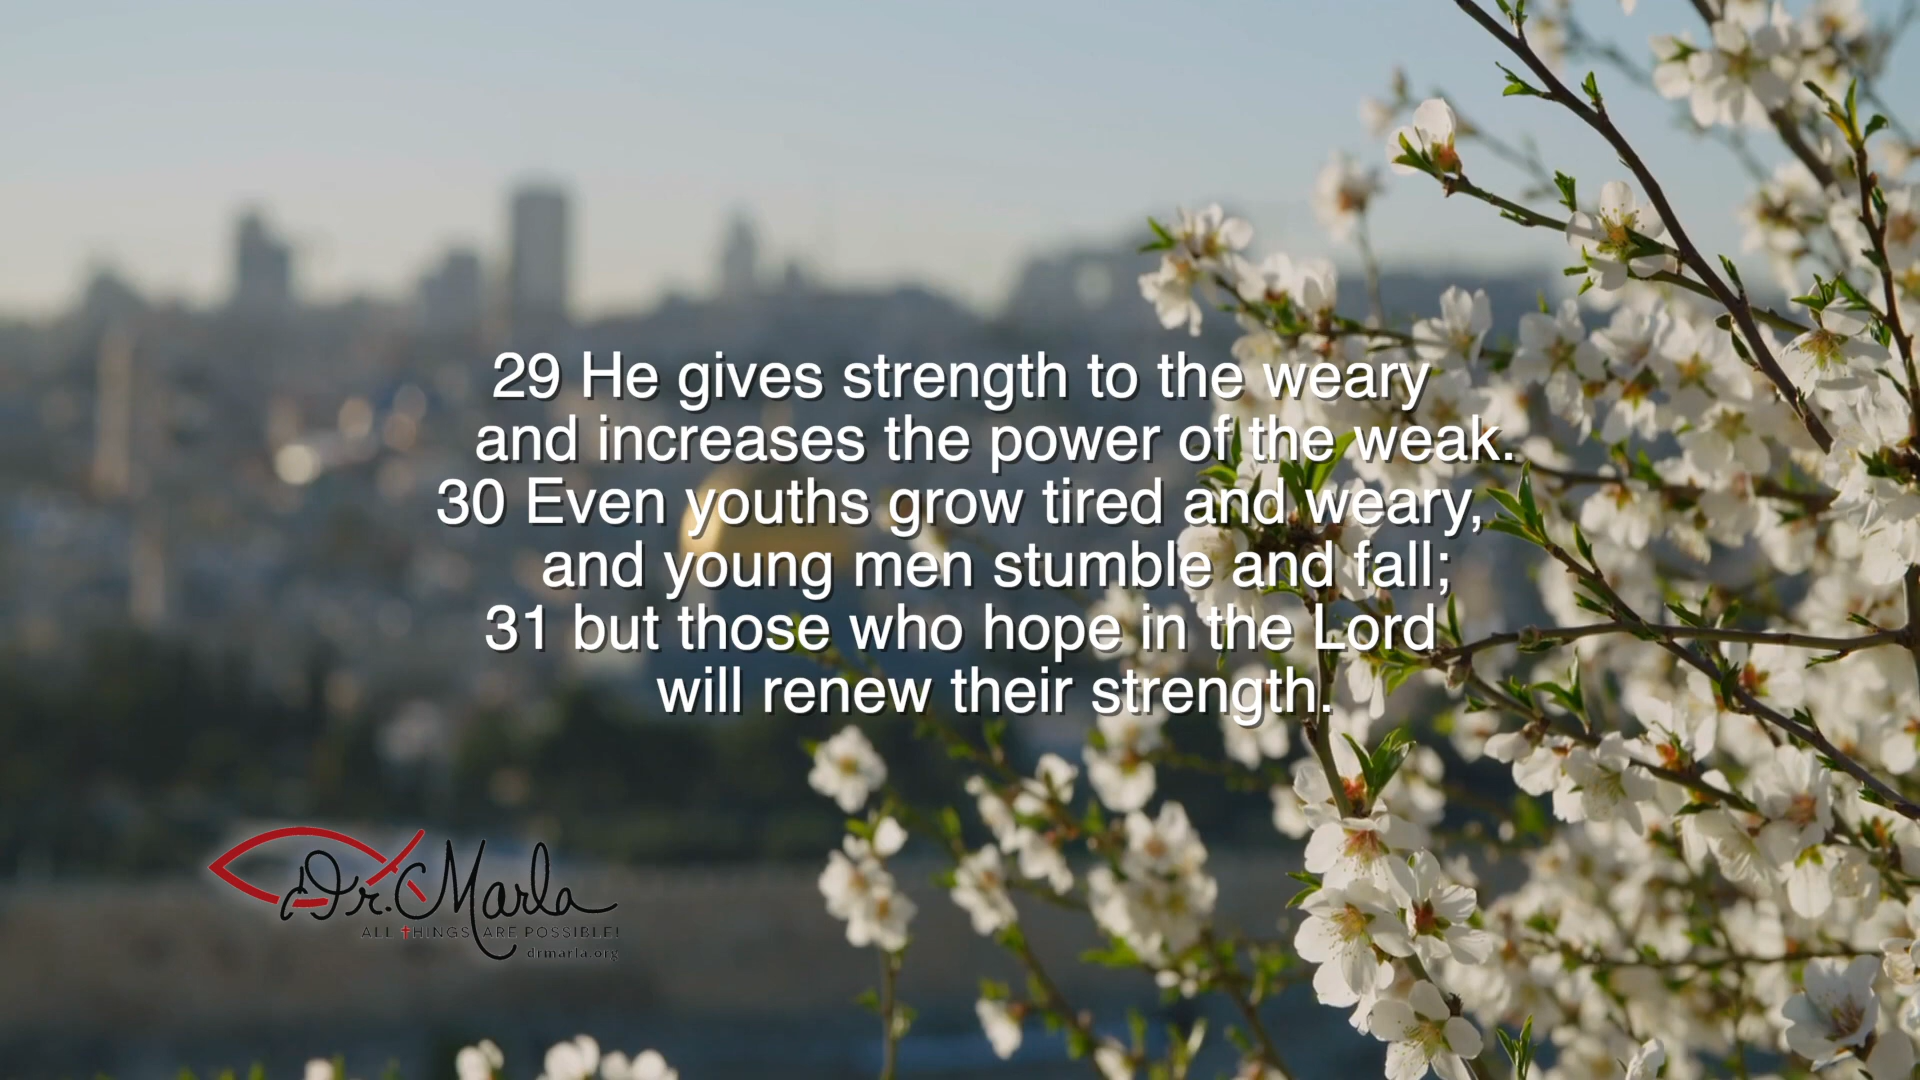 29 He gives strength to the weary
and increases the power of the weak.
30 Even youths grow tired and weary,
and young men stumble and fall;
31 but those who hope in the Lord
will renew their strength.
Dr. Marla
ALL THINGS ARE POSSIBLE!
drmarla.org